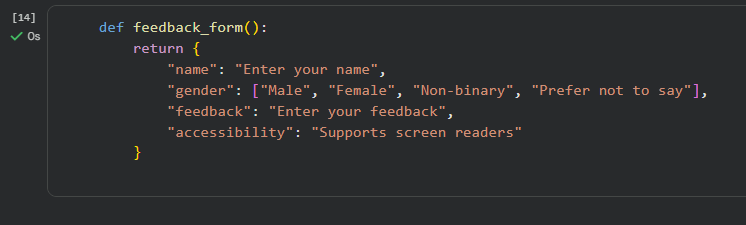 [14]
def feedback_form():
✓ 0s
return {
"name": "Enter your name",
"gender": ["Male", "Female", "Non-binary", "Prefer not to say"],
"feedback": "Enter your feedback",
"accessibility": "Supports screen readers"
}